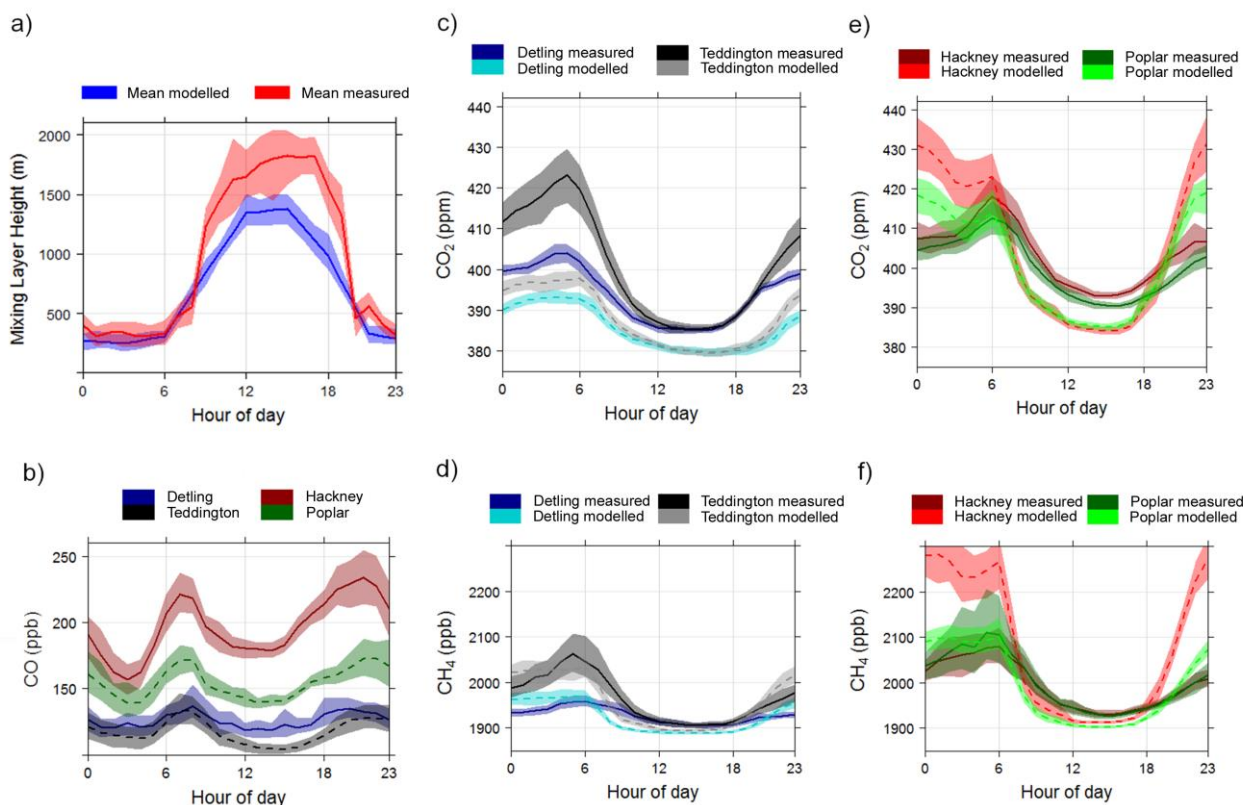 a)
Mean modelled Mean measured
Mixing Layer Height (m)
2000
1500
1000
500
0 6 12 18 23
Hour of day
b)
Detling Hackney
Teddington Poplar
CO (ppb)
250
200
150
0 6 12 18 23
Hour of day
c)
Detling measured Teddington measured
Detling modelled Teddington modelled
CO₂ (ppm)
440
430
420
410
400
390
380
0 6 12 18 23
Hour of day
d)
Detling measured Teddington measured
Detling modelled Teddington modelled
CH₄ (ppb)
2200
2100
2000
1900
0 6 12 18 23
Hour of day
e)
Hackney measured Poplar measured
Hackney modelled Poplar modelled
CO₂ (ppm)
440
430
420
410
400
390
380
0 6 12 18 23
Hour of day
f)
Hackney measured Poplar measured
Hackney modelled Poplar modelled
CH₄ (ppb)
2200
2100
2000
1900
0 6 12 18 23
Hour of day